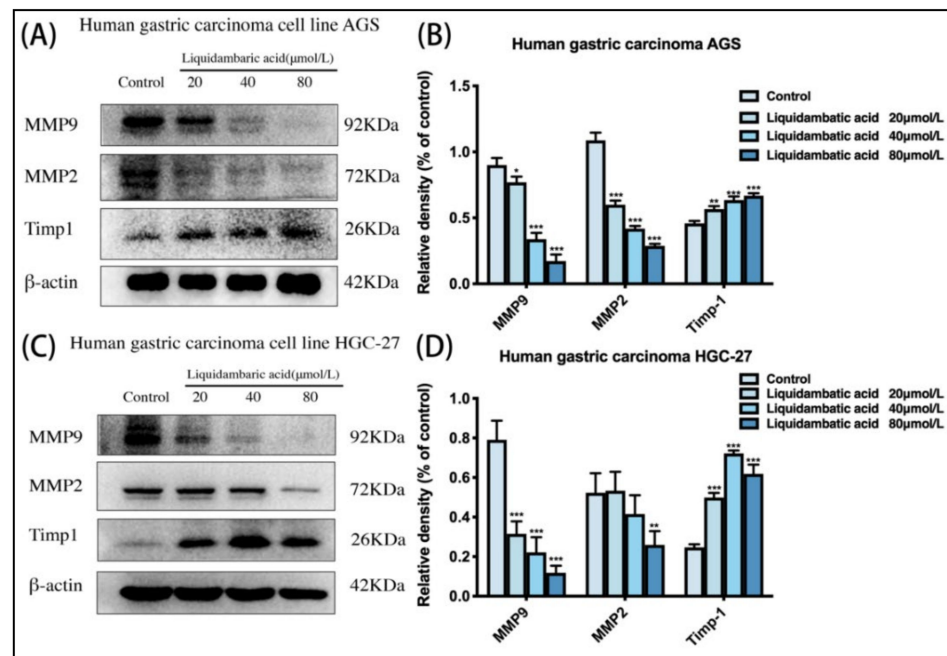 (A)
Human gastric carcinoma cell line AGS
Liquidambaric acid(μmol/L)
Control 20 40 80
MMP9 92KDa
MMP2 72KDa
Timp1 26KDa
β-actin 42KDa
(B)
Human gastric carcinoma AGS
Control
Liquidambatic acid 20μmol/L
Liquidambatic acid 40μmol/L
Liquidambatic acid 80μmol/L
Relative density (% of control)
1.5
1.0
0.5
0.0
* *** ***
*** *** ***
** *** ***
MMP9 MMP2 Timp-1
(C)
Human gastric carcinoma cell line HGC-27
Liquidambaric acid(μmol/L)
Control 20 40 80
MMP9 92KDa
MMP2 72KDa
Timp1 26KDa
β-actin 42KDa
(D)
Human gastric carcinoma HGC-27
Control
Liquidambatic acid 20μmol/L
Liquidambatic acid 40μmol/L
Liquidambatic acid 80μmol/L
Relative density (% of control)
1.0
0.8
0.6
0.4
0.2
0.0
*** *** ***
**
*** *** ***
MMP9 MMP2 Timp-1